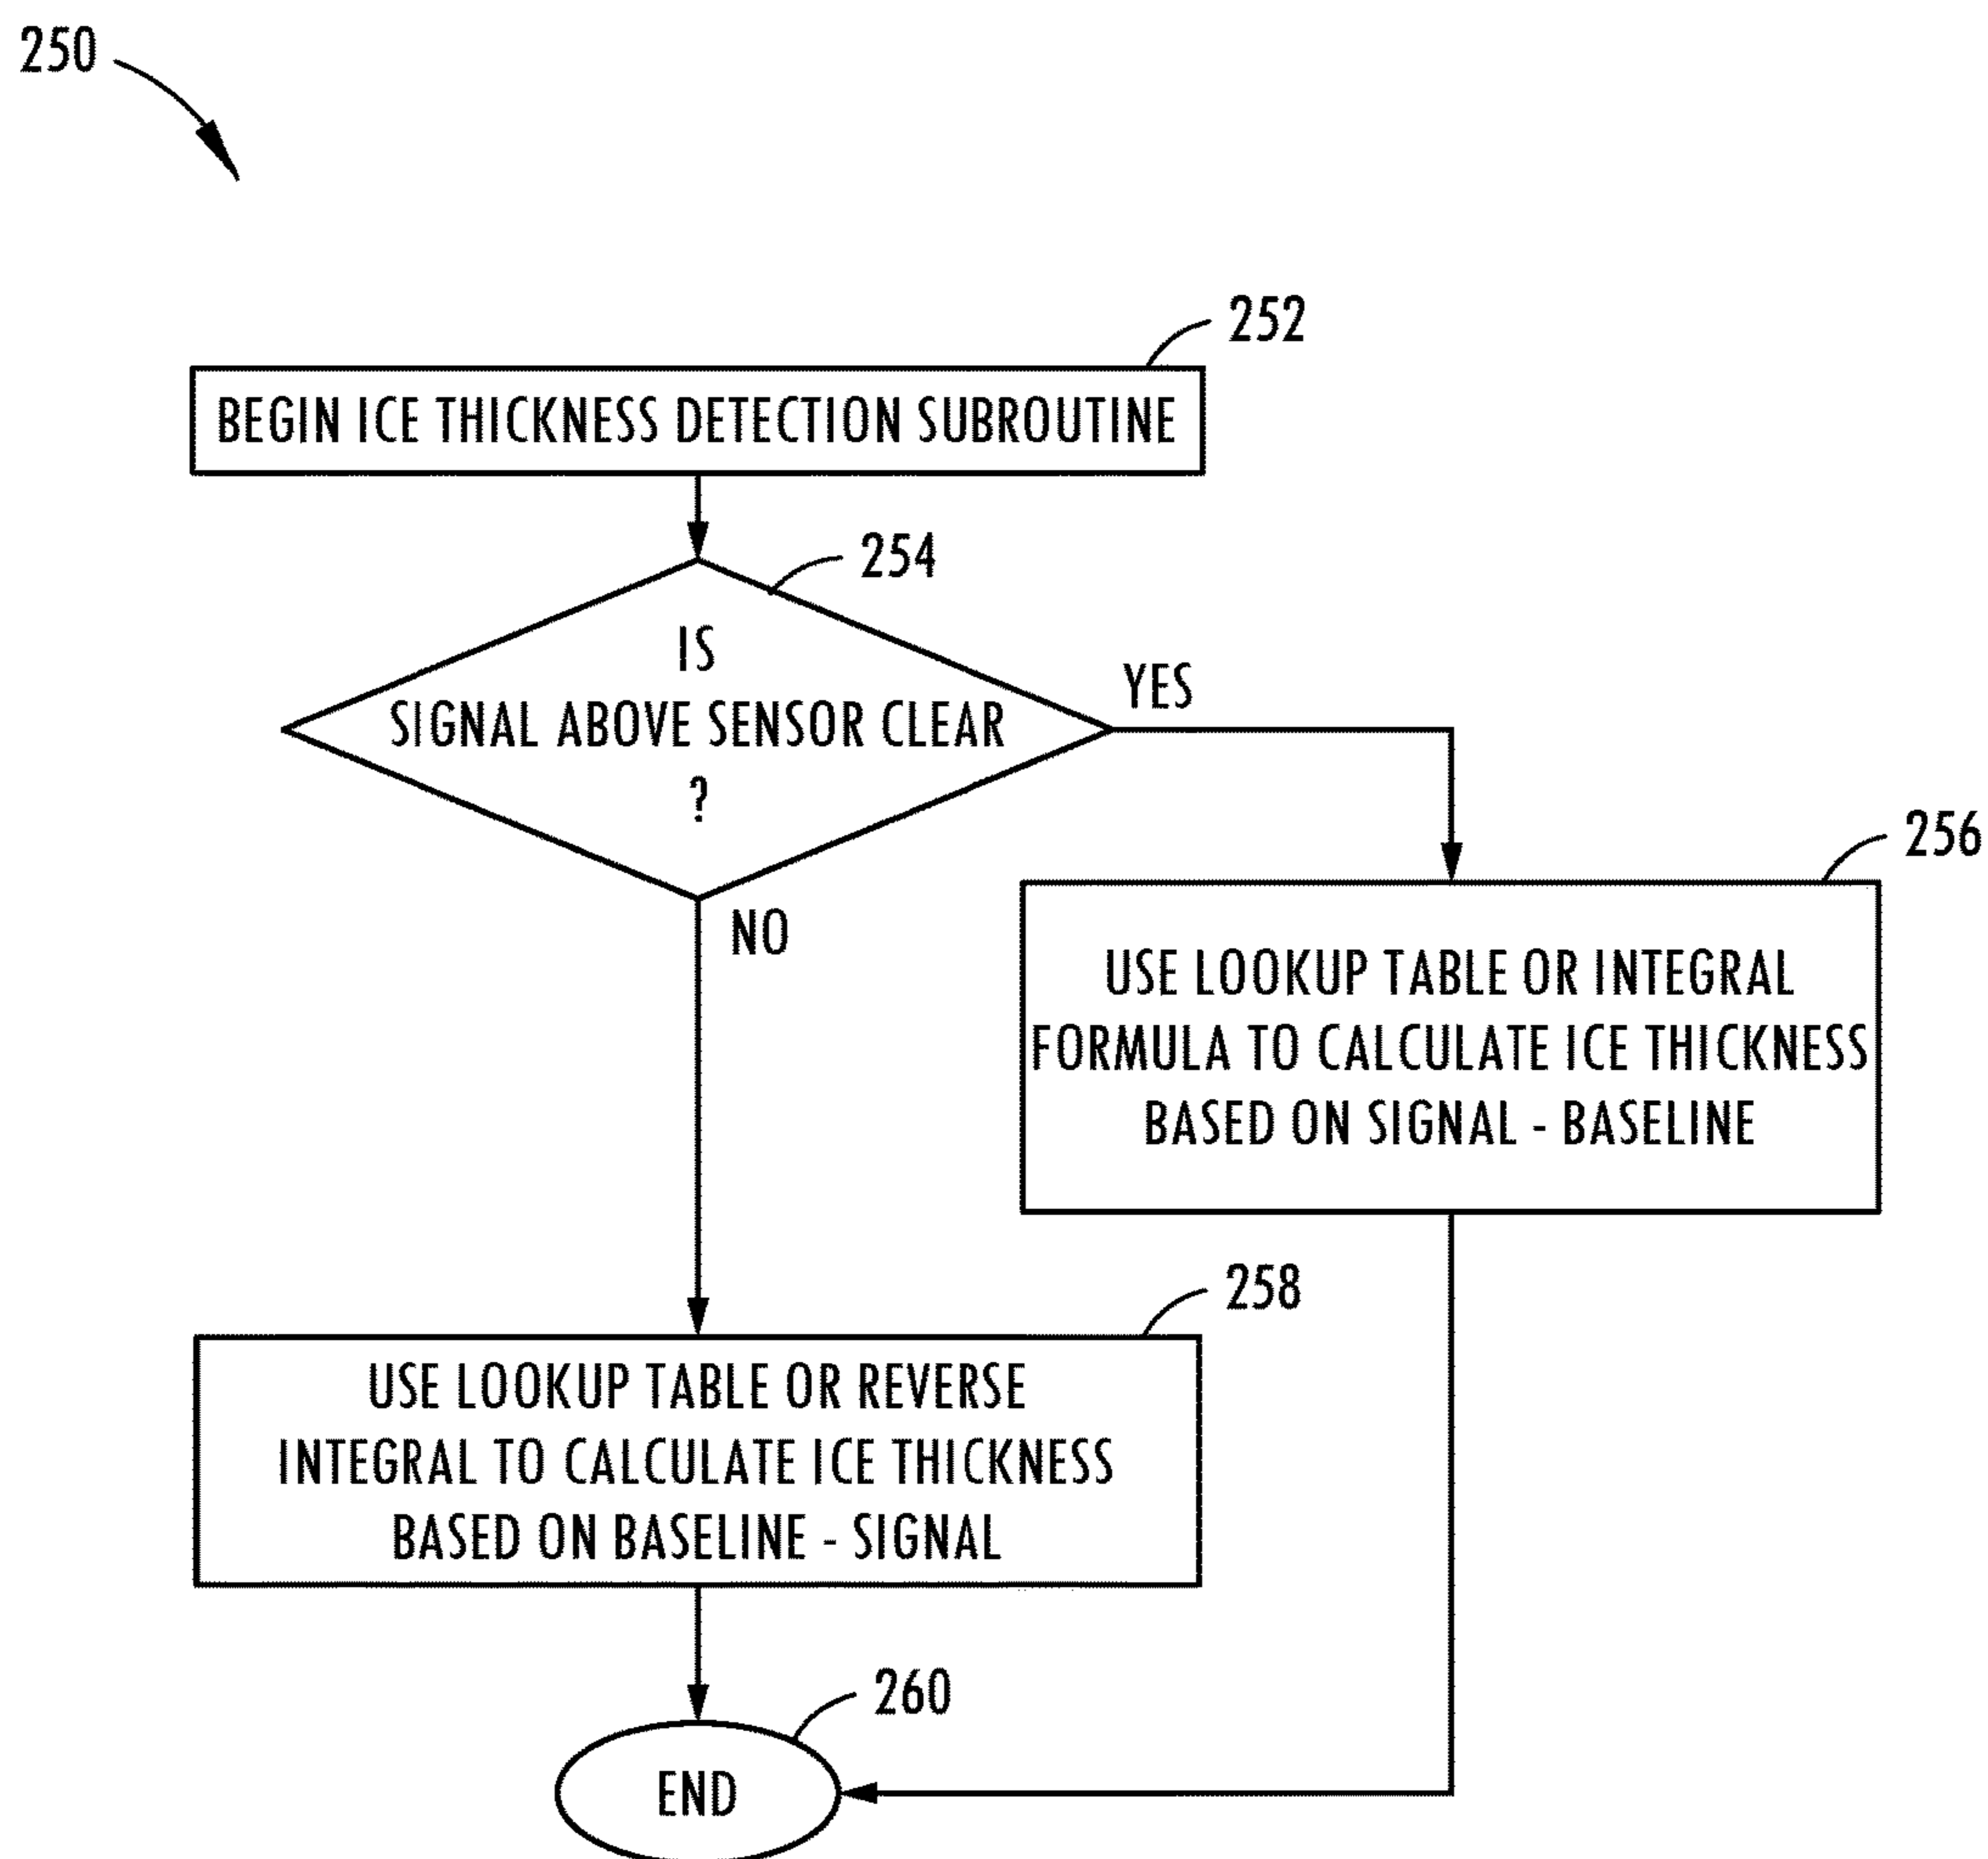 250
252
BEGIN ICE THICKNESS DETECTION SUBROUTINE
254
IS
SIGNAL ABOVE SENSOR CLEAR
?
YES
NO
256
USE LOOKUP TABLE OR INTEGRAL
FORMULA TO CALCULATE ICE THICKNESS
BASED ON SIGNAL - BASELINE
258
USE LOOKUP TABLE OR REVERSE
INTEGRAL TO CALCULATE ICE THICKNESS
BASED ON BASELINE - SIGNAL
260
END